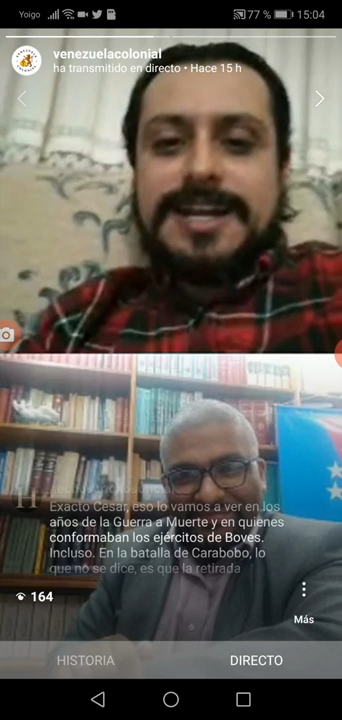 Yoigo
77 %
15:04
venezuelacolonial
ha transmitido en directo • Hace 15 h
Exacto Cesar, eso lo vamos a ver en los
años de la Guerra a Muerte y en quienes
conformaban los ejércitos de Boves.
Incluso. En la batalla de Carabobo, lo
que no se dice, es que la retirada
164
Más
HISTORIA
DIRECTO